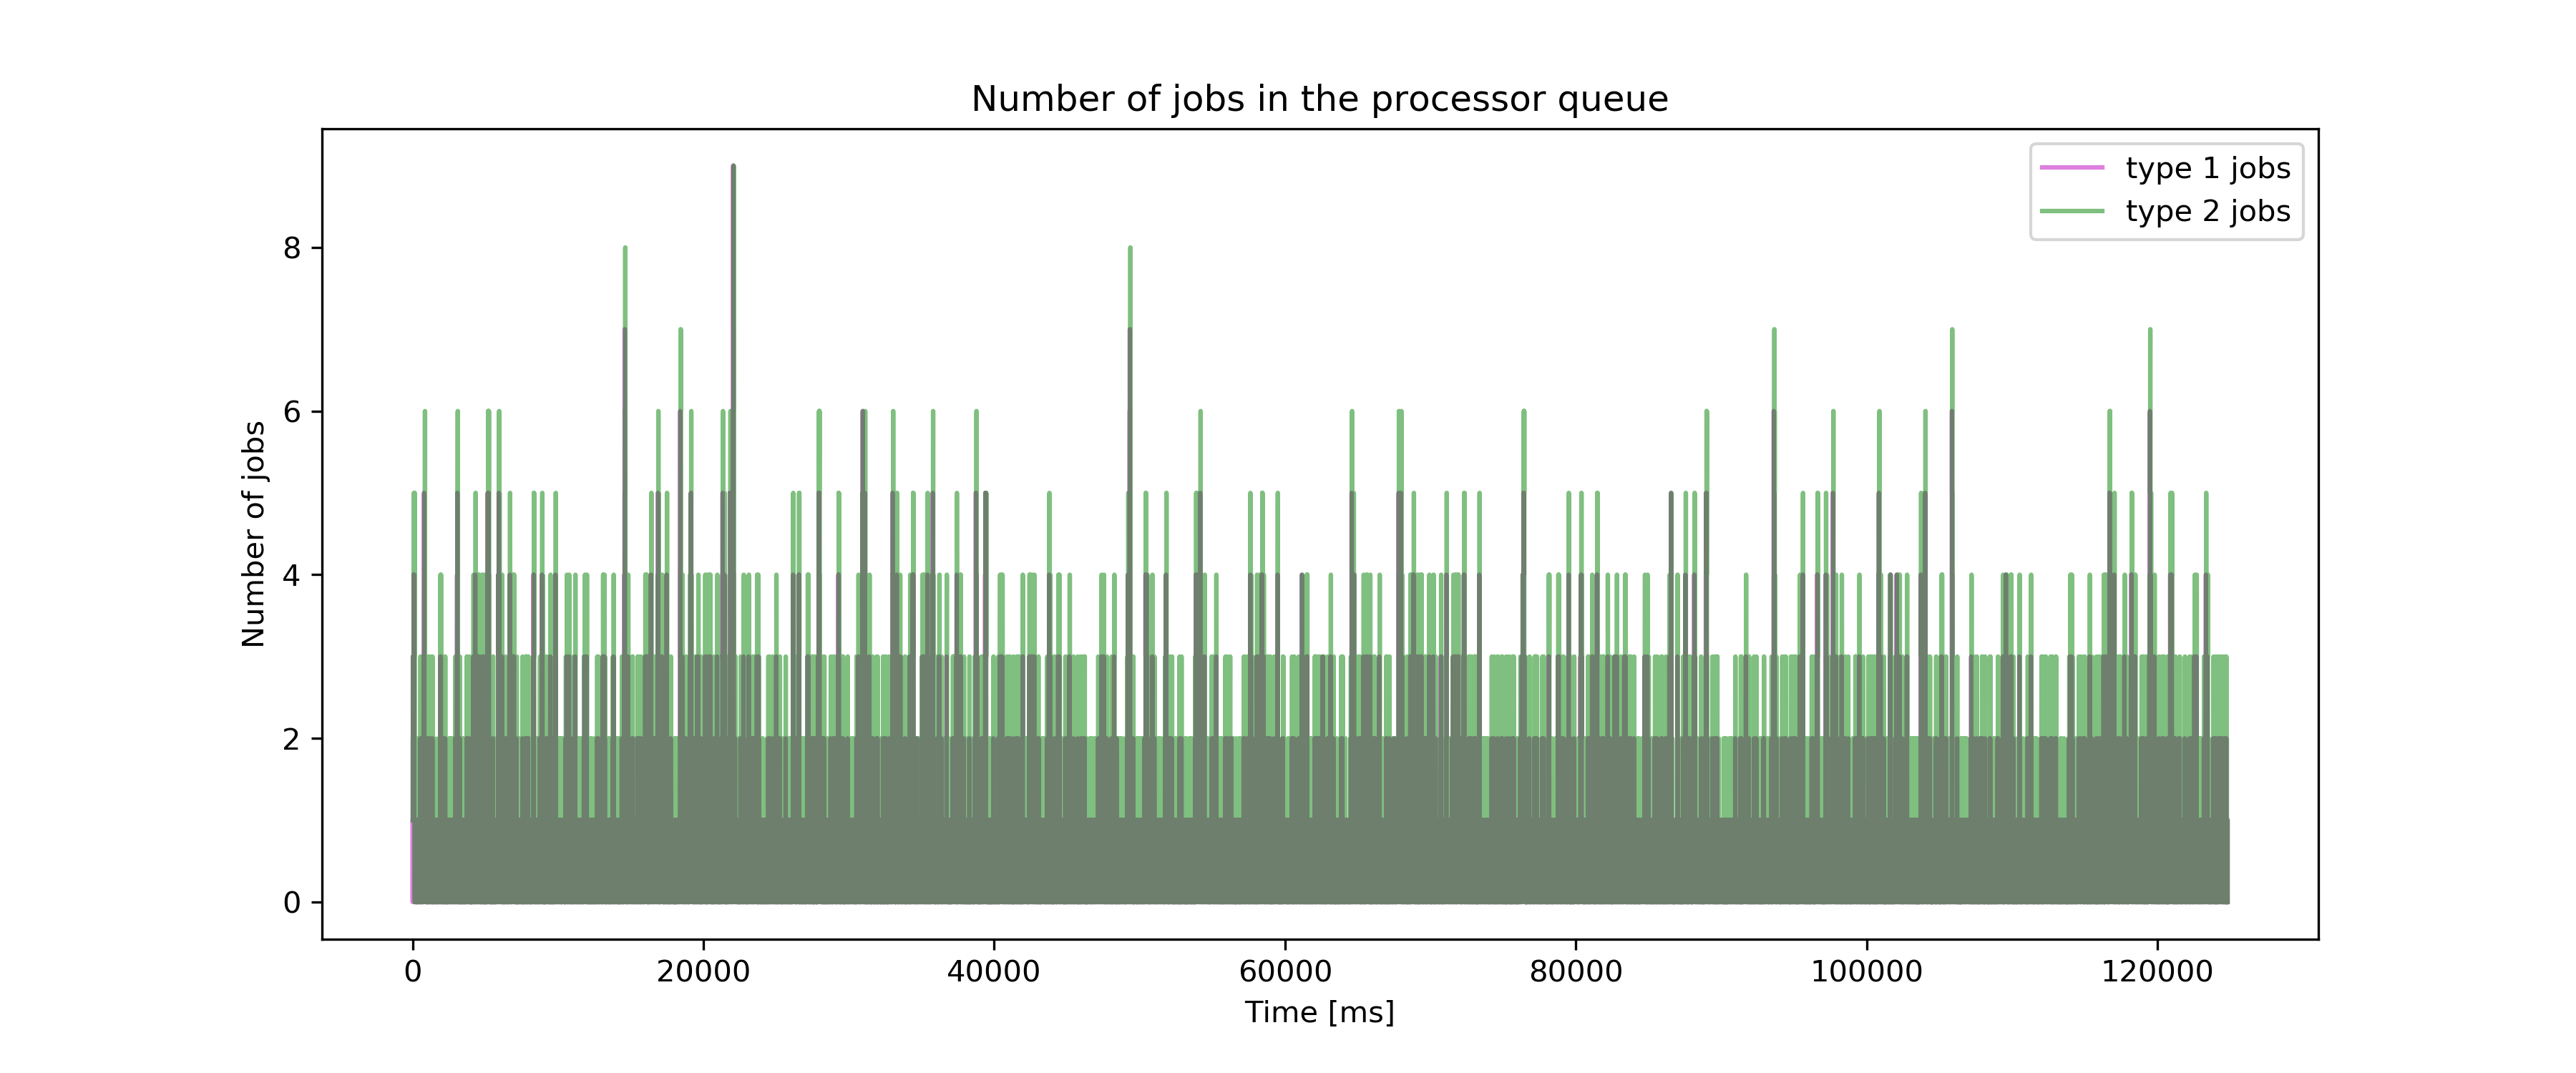 Number of jobs in the processor queue
type 1 jobs
type 2 jobs
Number of jobs
8
6
4
2
0
0 20000 40000 60000 80000 100000 120000
Time [ms]